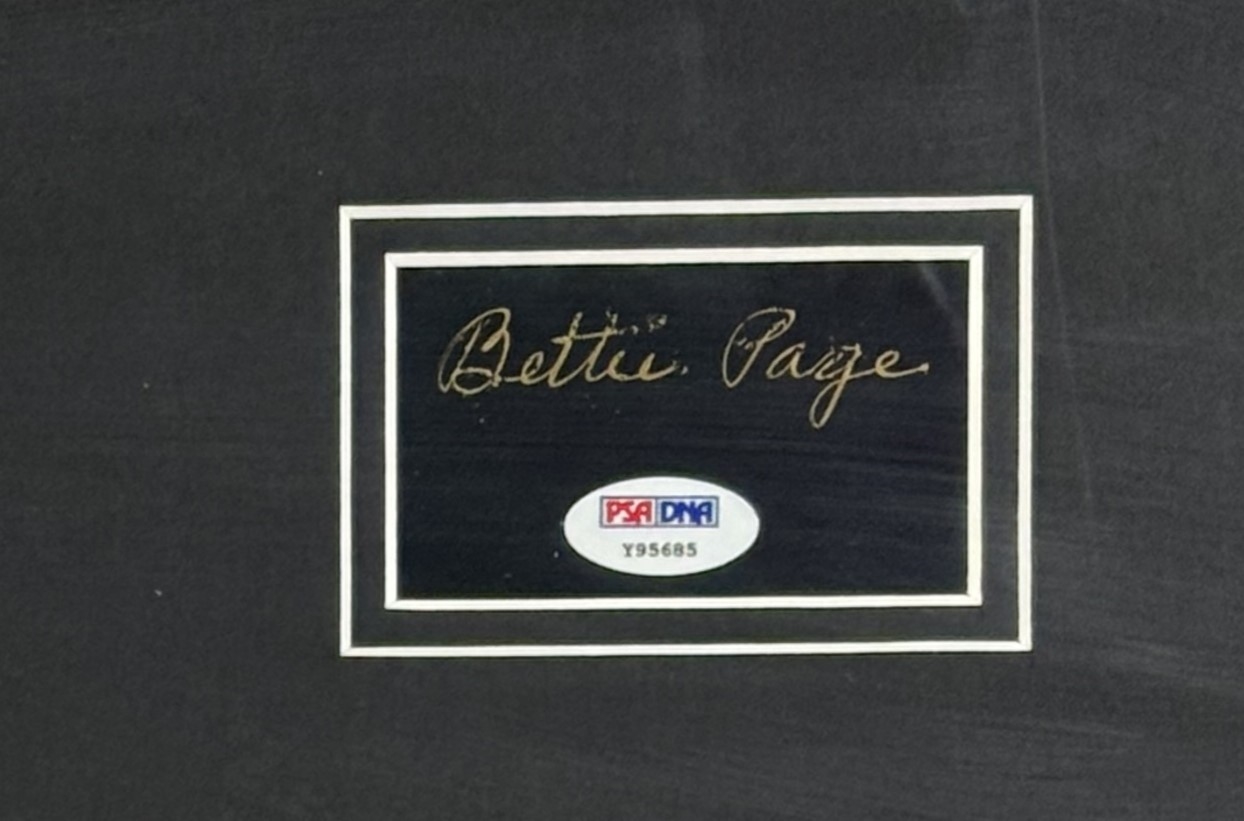 Bettie Page
PSA DNA
Y95685